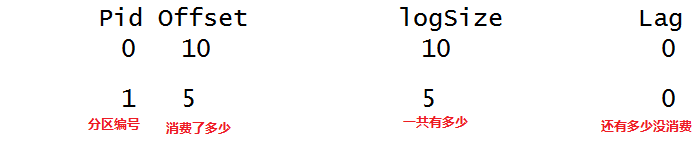 Pid Offset logSize Lag
0 10 10 0
1 5 5 0
分区编号 消费了多少 一共有多少 还有多少没消费